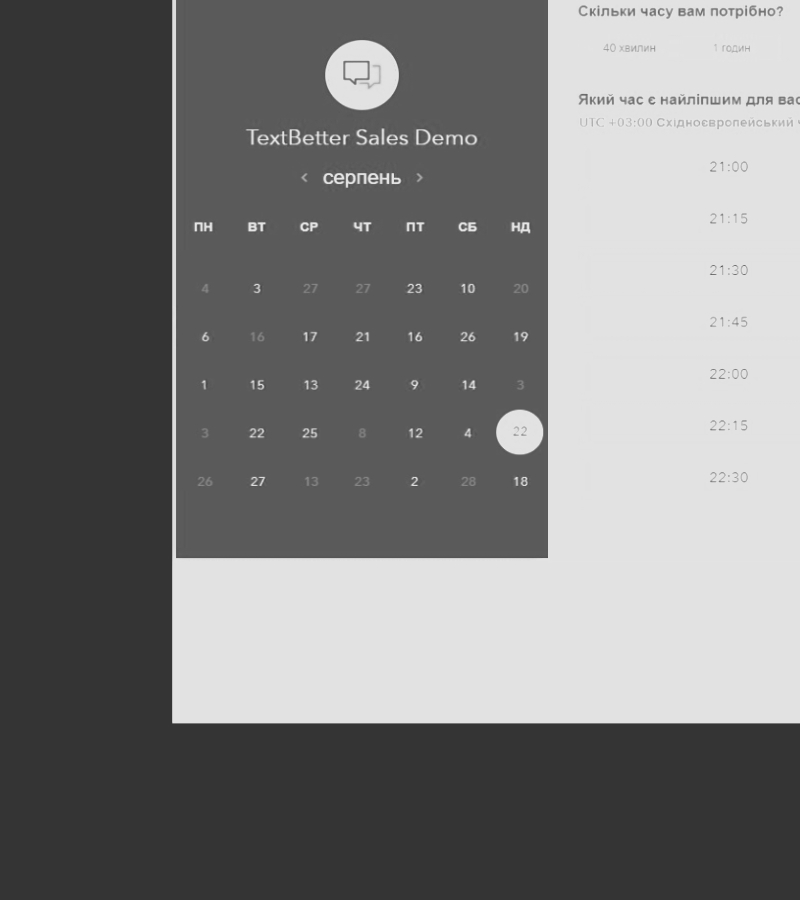 TextBetter Sales Demo
< серпень >
ПН ВТ СР ЧТ ПТ СБ НД
4 3 27 27 23 10 20
6 16 17 21 16 26 19
1 15 13 24 9 14 3
3 22 25 8 12 4 22
26 27 13 23 2 28 18
Скільки часу вам потрібно?
40 хвилин 1 годин
Який час є найліпшим для вас
UTC +03:00 Східноєвропейський ч
21:00
21:15
21:30
21:45
22:00
22:15
22:30